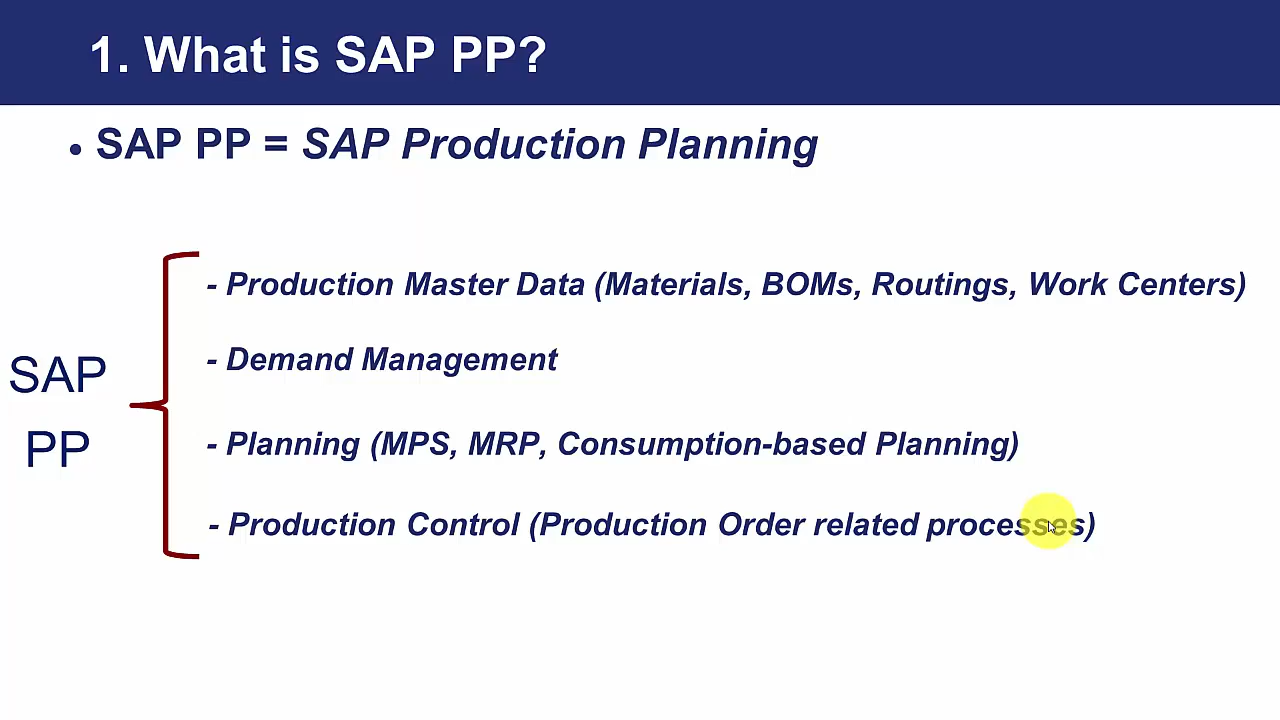 1. What is SAP PP?
• SAP PP = SAP Production Planning
- Production Master Data (Materials, BOMs, Routings, Work Centers)
- Demand Management
SAP
PP
- Planning (MPS, MRP, Consumption-based Planning)
- Production Control (Production Order related processes)